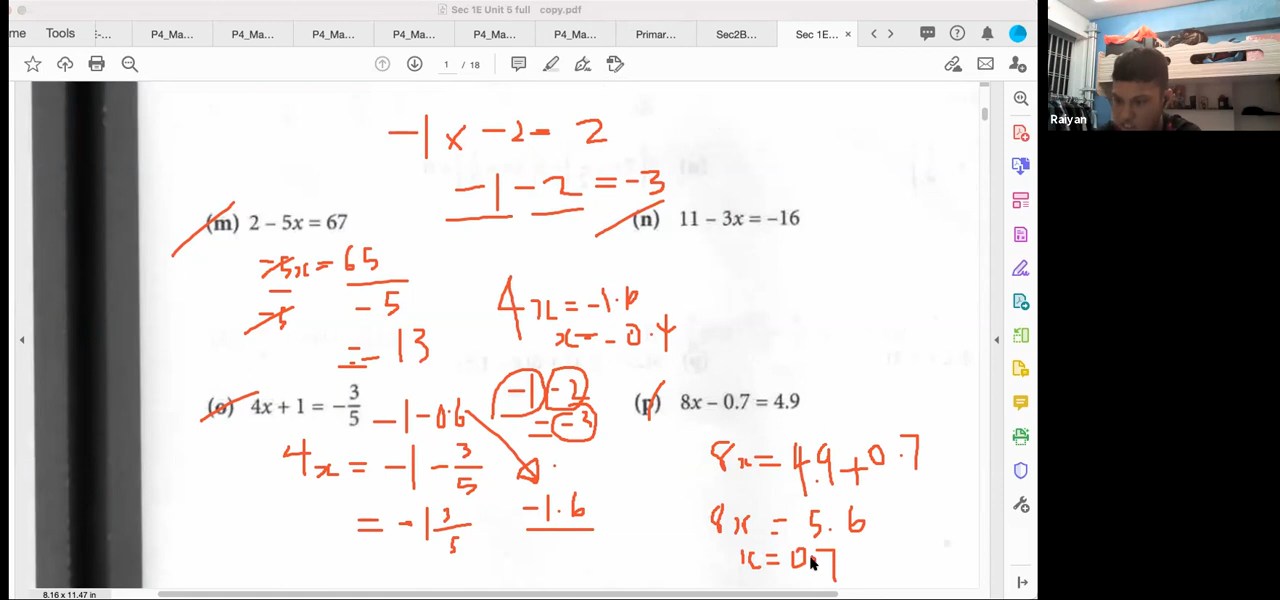 Sec 1E Unit 5 full copy.pdf
me Tools :-... P4_Ma... P4_Ma... P4_Ma... P4_Ma... P4_Ma... P4_Ma... Primar... Sec2B... Sec 1E... ×
1 / 18
Raiyan
-1 x -2 - 2
-1 - 2 = -3
(m) 2 – 5x = 67
(n) 11 – 3x = –16
-5x = 65
-5 -5
= - 13
4x = -1.6
x = -0.4
(o) 4x + 1 = –3/5
-1 - 0.6
-1 -2
= -3
4x = -1 - 3/5
-1.6
= -1 3/5
(p) 8x – 0.7 = 4.9
8x = 4.9 + 0.7
8x = 5.6
x = 0.7
8.16 x 11.47 in